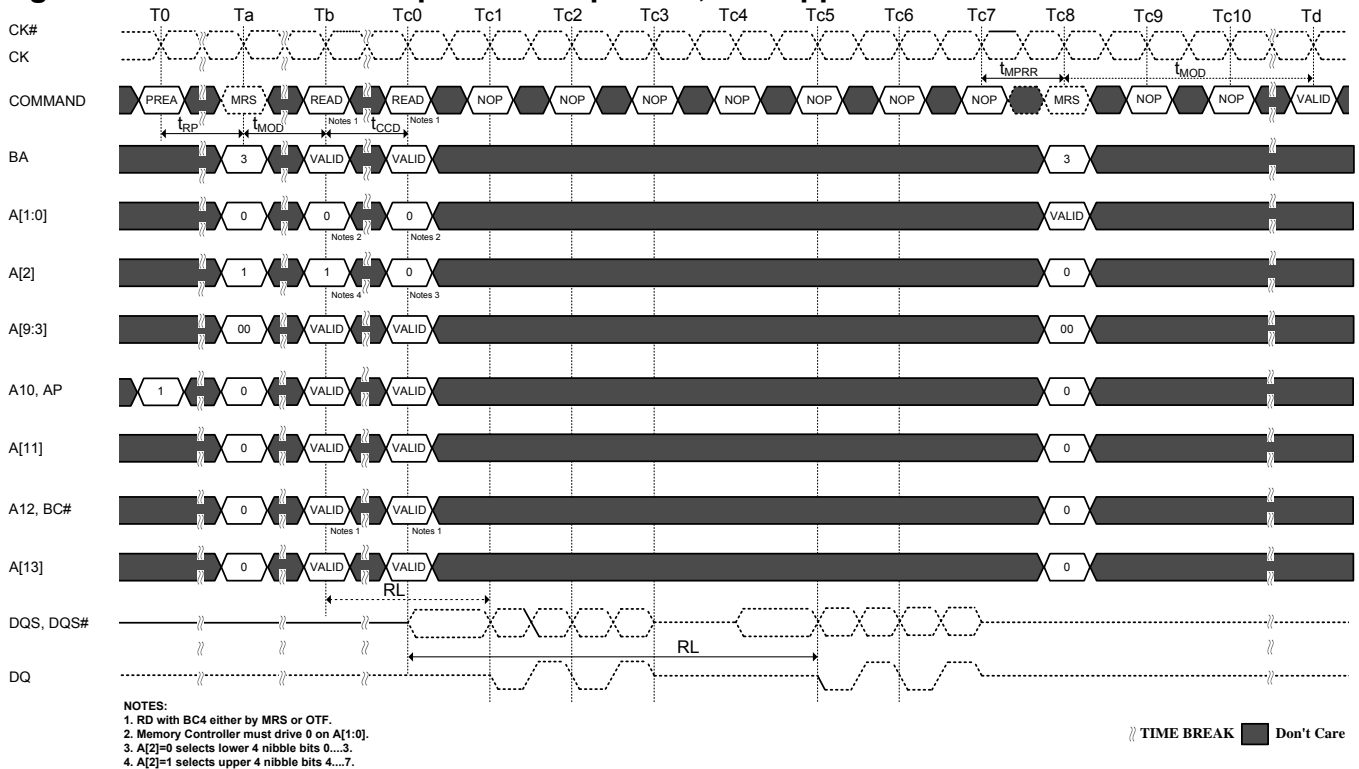 T0 Ta Tb Tc0 Tc1 Tc2 Tc3 Tc4 Tc5 Tc6 Tc7 Tc8 Tc9 Tc10 Td
CK#
CK
tMPRR tMOD
COMMAND PREA MRS READ READ NOP NOP NOP NOP NOP NOP NOP MRS NOP NOP VALID
Notes 1 Notes 1
tRP tMOD tCCD
BA 3 VALID VALID 3
A[1:0] 0 0 0 VALID
Notes 2 Notes 2
A[2] 1 1 0 0
Notes 4 Notes 3
A[9:3] 00 VALID VALID 00
A10, AP 1 0 VALID VALID 0
A[11] 0 VALID VALID 0
A12, BC# 0 VALID VALID 0
Notes 1 Notes 1
A[13] 0 VALID VALID 0
RL
DQS, DQS#
RL
DQ
NOTES:
1. RD with BC4 either by MRS or OTF.
2. Memory Controller must drive 0 on A[1:0].
3. A[2]=0 selects lower 4 nibble bits 0....3.
4. A[2]=1 selects upper 4 nibble bits 4....7.
TIME BREAK Don't Care